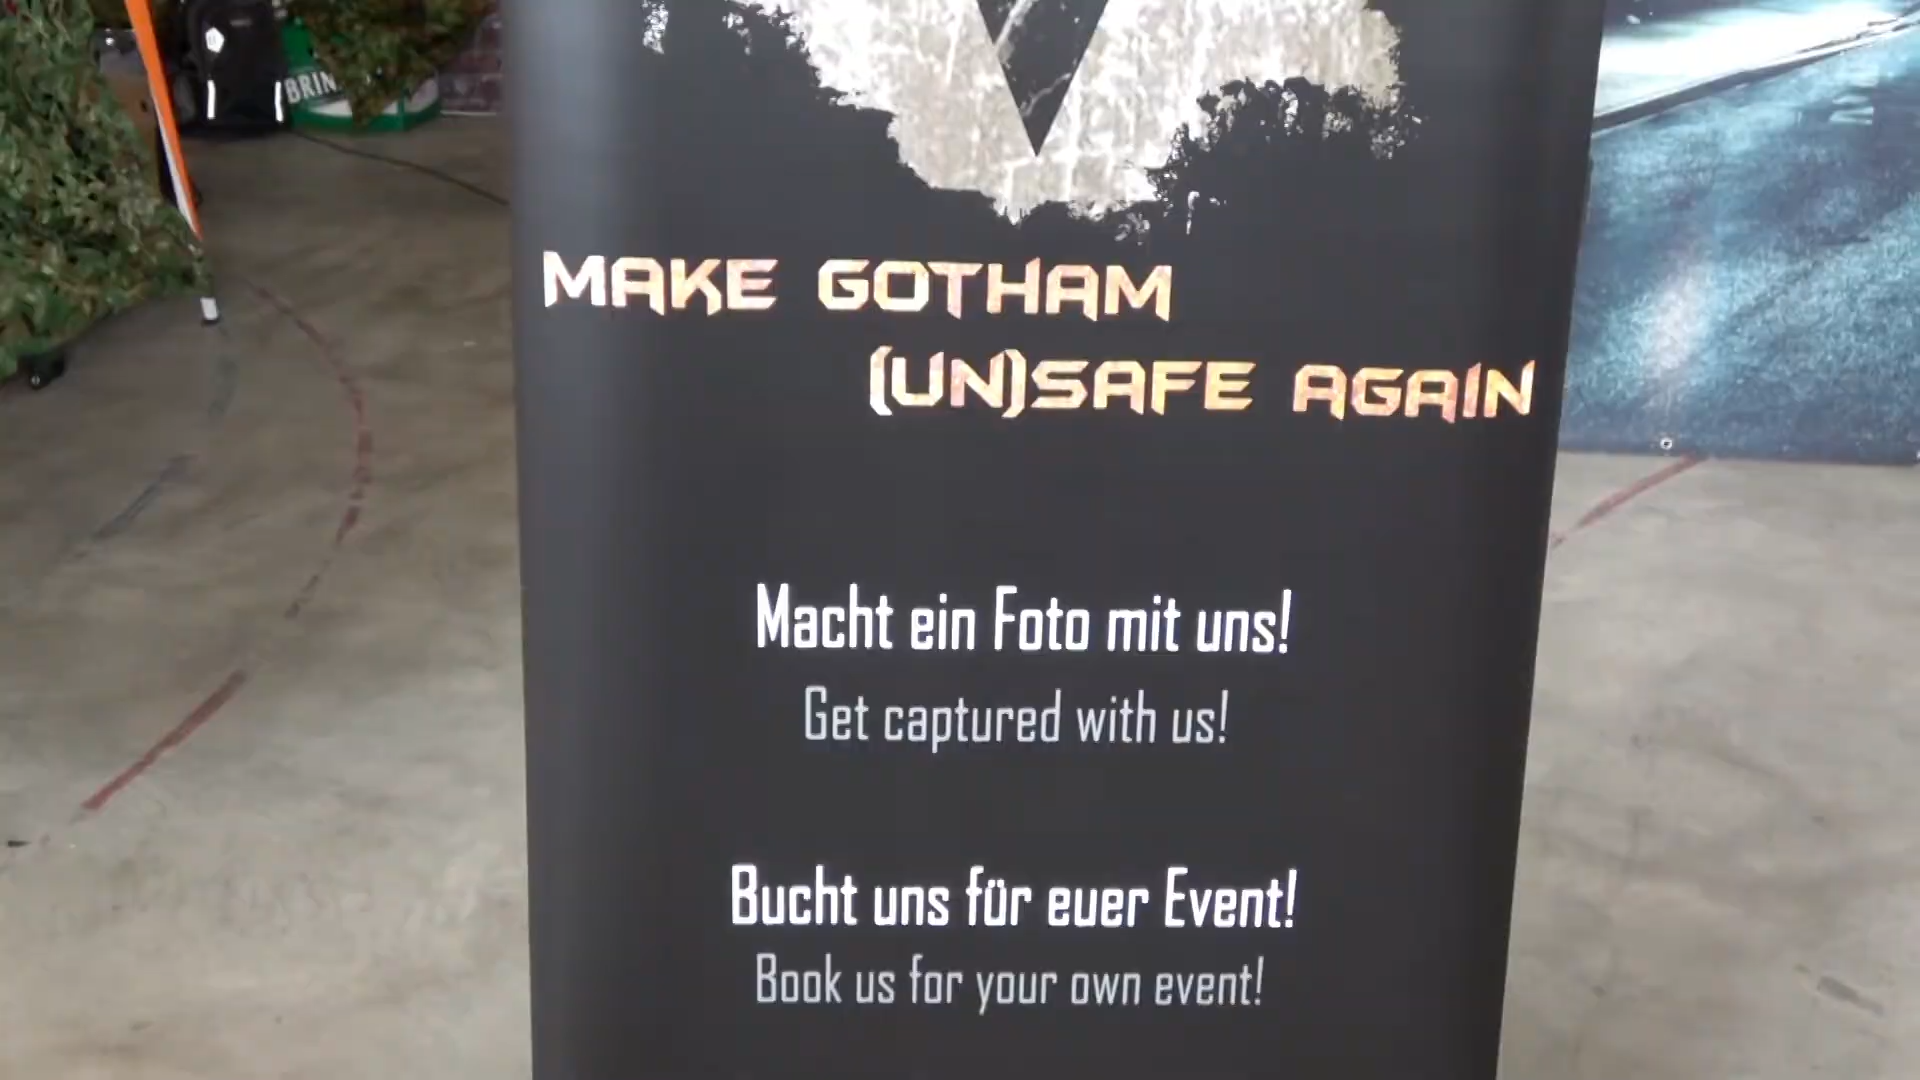 BRIN
MAKE GOTHAM
(UN)SAFE AGAIN
Macht ein Foto mit uns!
Get captured with us!
Bucht uns für euer Event!
Book us for your own event!